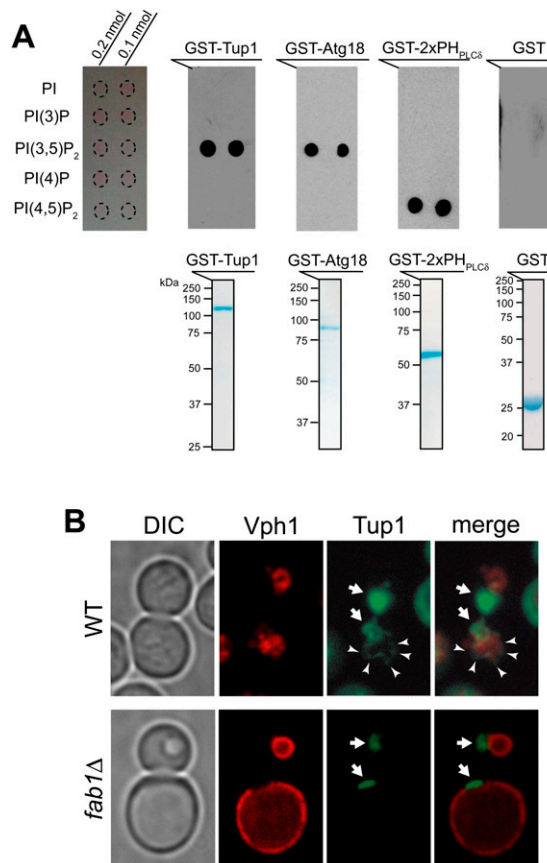 A
0.2 nmol
0.1 nmol
GST-Tup1
GST-Atg18
GST-2xPHPLCδ
GST
PI
PI(3)P
PI(3,5)P2
PI(4)P
PI(4,5)P2
GST-Tup1
GST-Atg18
GST-2xPHPLCδ
GST
kDa
250
150
100
75
50
37
25
250
150
100
75
50
37
250
150
100
75
50
37
250
150
100
75
50
37
25
20
B
DIC
Vph1
Tup1
merge
WT
fab1Δ